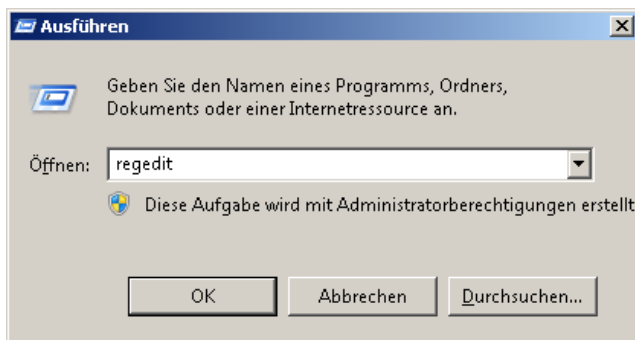 Ausführen
Geben Sie den Namen eines Programms, Ordners,
Dokuments oder einer Internetressource an.
Öffnen: regedit
Diese Aufgabe wird mit Administratorberechtigungen erstellt
OK Abbrechen Durchsuchen...